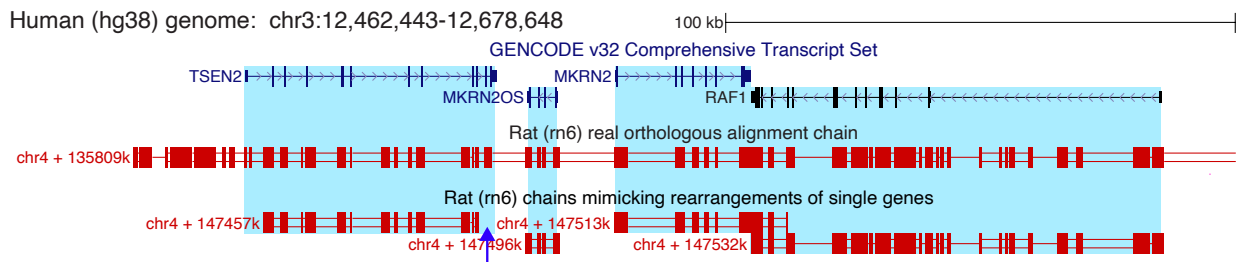 Human (hg38) genome: chr3:12,462,443-12,678,648 100 kb
GENCODE v32 Comprehensive Transcript Set
TSEN2 MKRN2
MKRN2OS RAF1
Rat (rn6) real orthologous alignment chain
chr4 + 135809k
Rat (rn6) chains mimicking rearrangements of single genes
chr4 + 147457k chr4 + 147513k
chr4 + 147496k chr4 + 147532k